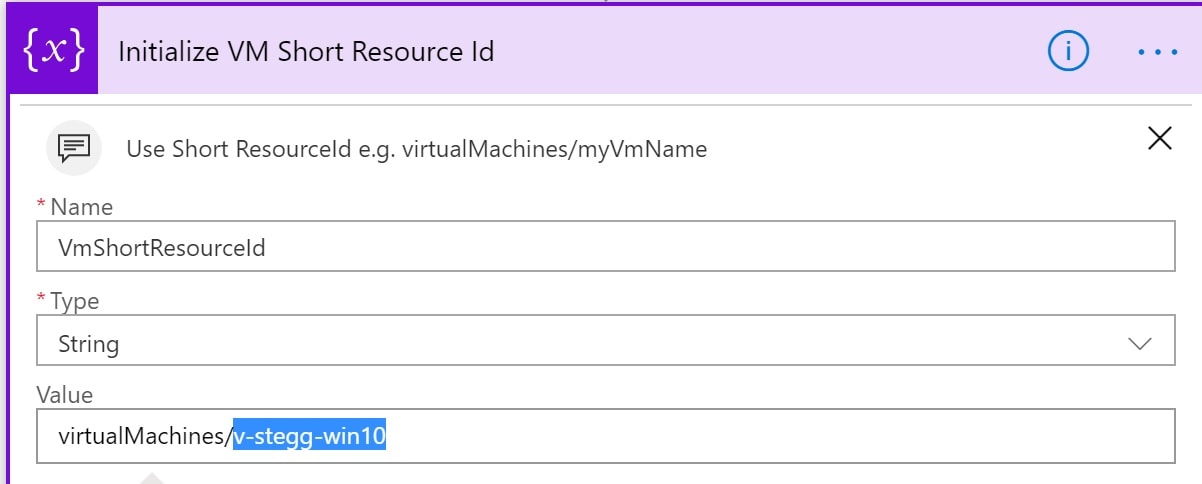 {x} Initialize VM Short Resource Id
Use Short ResourceId e.g. virtualMachines/myVmName
* Name
VmShortResourceId
* Type
String
Value
virtualMachines/v-stegg-win10